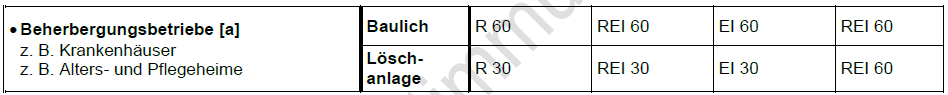 • Beherbergungsbetriebe [a]
z. B. Krankenhäuser
z. B. Alters- und Pflegeheime
Baulich R 60 REI 60 EI 60 REI 60
Lösch-
anlage R 30 REI 30 EI 30 REI 60